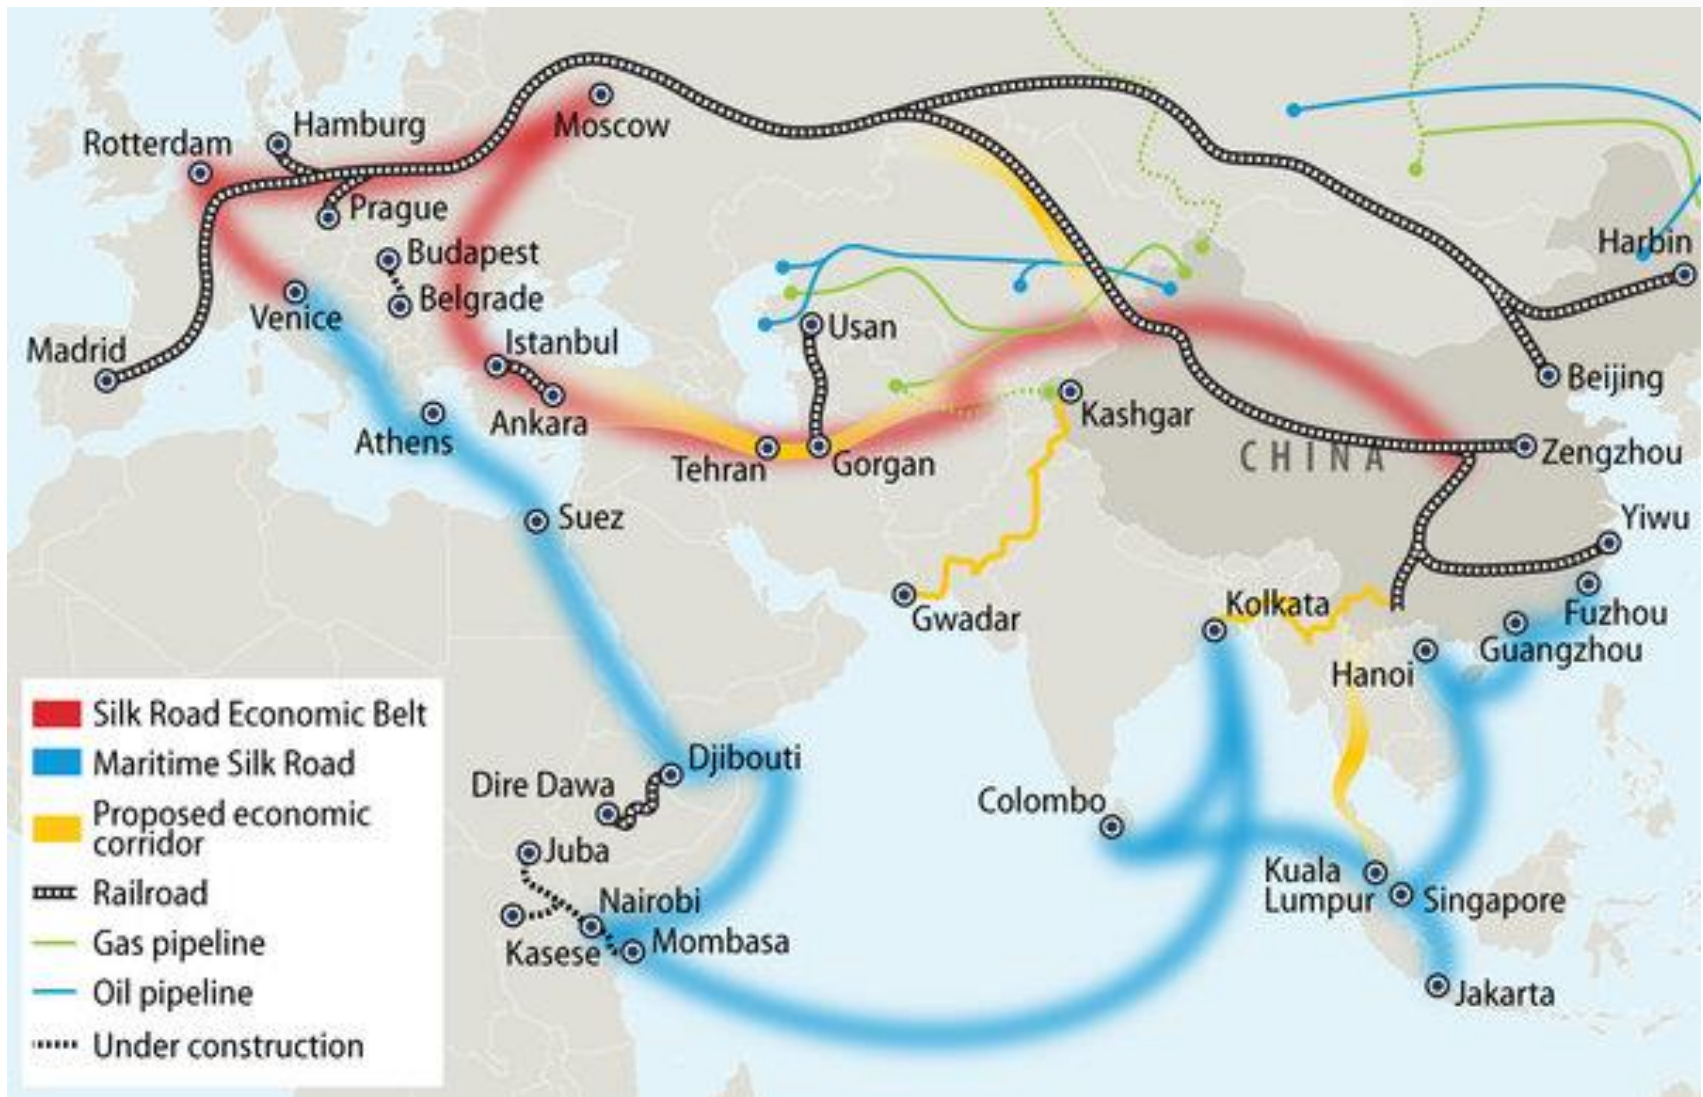 Hamburg
Rotterdam
Moscow
Prague
Budapest
Harbin
Belgrade
Venice
Usan
Istanbul
Madrid
Beijing
Kashgar
Ankara
Athens
Tehran
Gorgan
CHINA
Zengzhou
Suez
Yiwu
Gwadar
Kolkata
Fuzhou
Guangzhou
Hanoi
Silk Road Economic Belt
Maritime Silk Road
Proposed economic
corridor
Railroad
Gas pipeline
Oil pipeline
Under construction
Djibouti
Dire Dawa
Colombo
Juba
Kuala
Lumpur
Singapore
Nairobi
Kasese
Mombasa
Jakarta